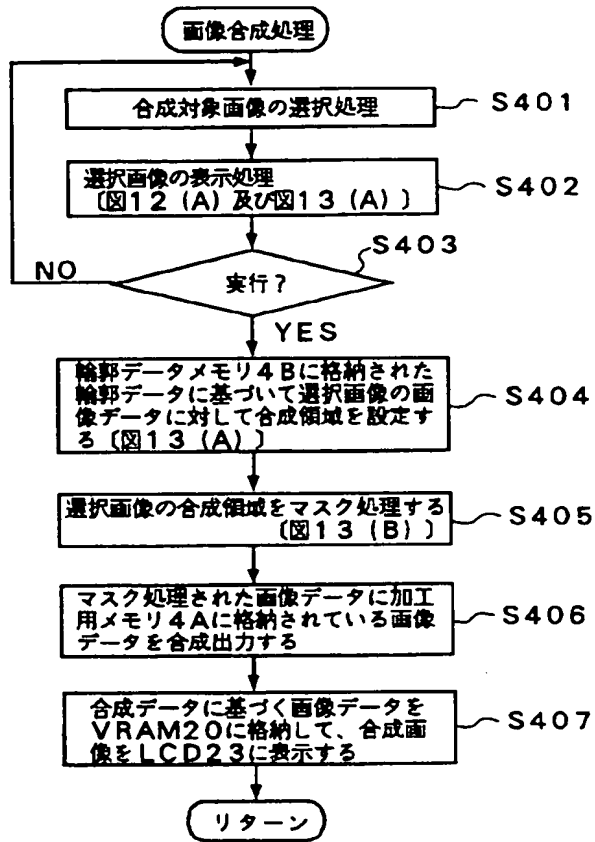 画像合成処理
合成対象画像の選択処理
S401
選択画像の表示処理
〔図12(A)及び図13(A)〕
S402
S403
NO
実行?
YES
輪郭データメモリ4Bに格納された
輪郭データに基づいて選択画像の画
像データに対して合成領域を設定す
る〔図13(A)〕
S404
選択画像の合成領域をマスク処理する
〔図13(B)〕
S405
マスク処理された画像データに加工
用メモリ4Aに格納されている画像
データを合成出力する
S406
合成データに基づく画像データを
VRAM20に格納して、合成画
像をLCD23に表示する
S407
リターン